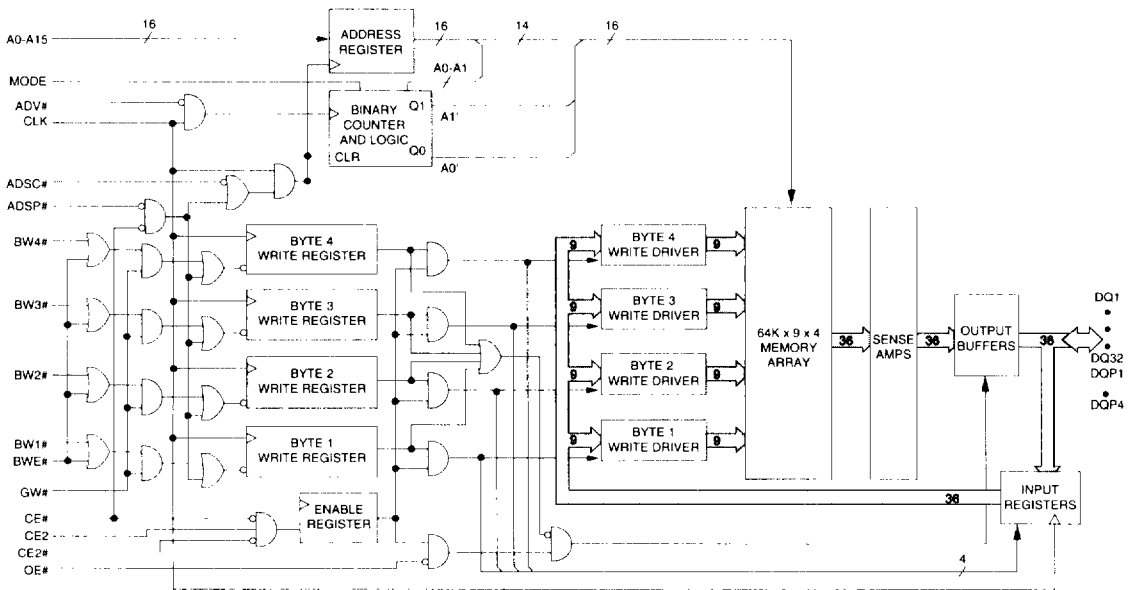 A0-A15
16
ADDRESS
REGISTER
16
14
16
A0-A1
MODE
ADV#
CLK
BINARY
COUNTER
AND LOGIC
CLR
Q1
Q0
A1'
A0'
ADSC#
ADSP#
BW4#
BYTE 4
WRITE REGISTER
9
BYTE 4
WRITE DRIVER
9
BW3#
BYTE 3
WRITE REGISTER
9
BYTE 3
WRITE DRIVER
9
BW2#
BYTE 2
WRITE REGISTER
9
BYTE 2
WRITE DRIVER
9
BW1#
BWE#
BYTE 1
WRITE REGISTER
9
BYTE 1
WRITE DRIVER
9
64K x 9 x 4
MEMORY
ARRAY
36
SENSE
AMPS
36
OUTPUT
BUFFERS
36
DQ1
DQ32
DQP1
DQP4
GW#
CE#
CE2
CE2#
OE#
ENABLE
REGISTER
36
INPUT
REGISTERS
4